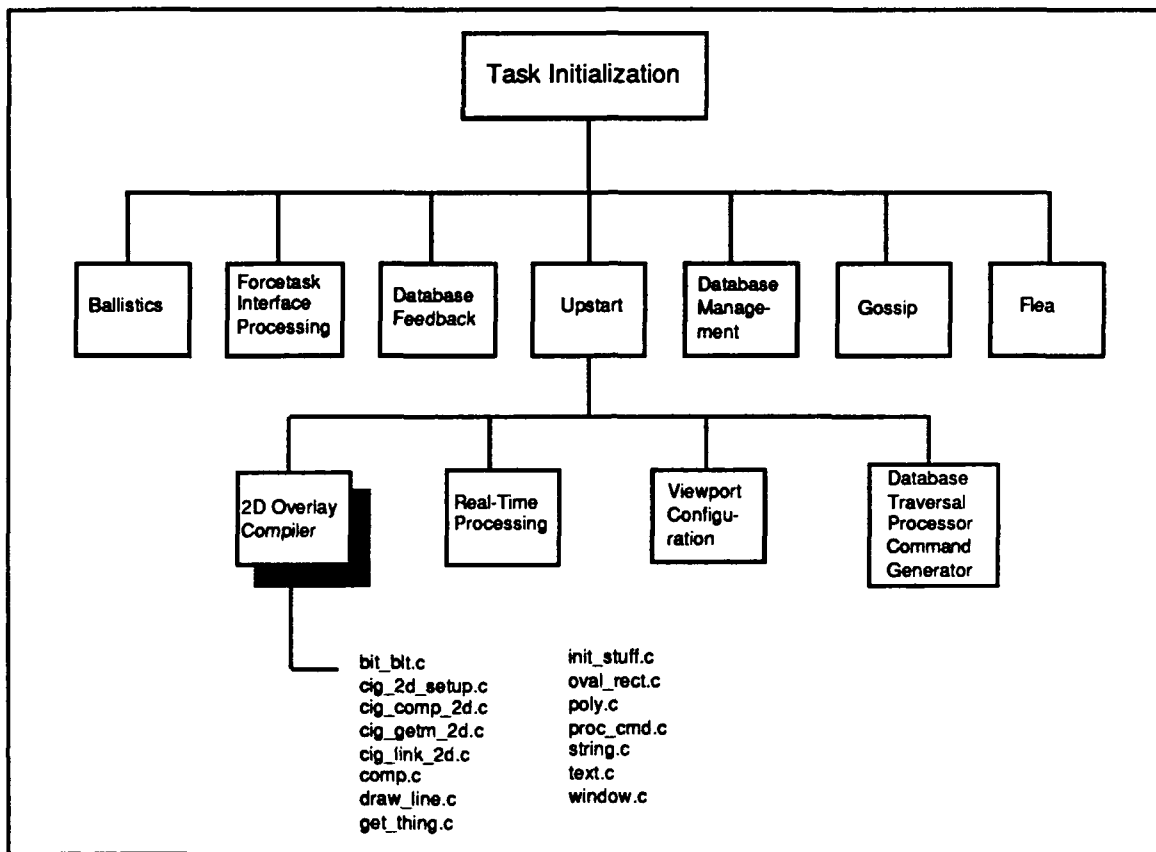 Task Initialization
Ballistics
Forcetask
Interface
Processing
Database
Feedback
Upstart
Database
Manage-
ment
Gossip
Flea
2D Overlay
Compiler
Real-Time
Processing
Viewport
Configu-
ration
Database
Traversal
Processor
Command
Generator
bit_blt.c
cig_2d_setup.c
cig_comp_2d.c
cig_getm_2d.c
cig_link_2d.c
comp.c
draw_line.c
get_thing.c
init_stuff.c
oval_rect.c
poly.c
proc_cmd.c
string.c
text.c
window.c